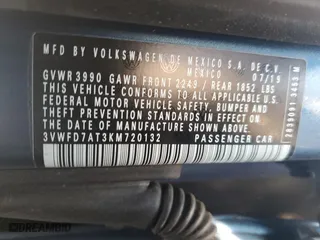 MFD BY VOLKSWAGEN DE MEXICO S.A. DE C.V.
MEXICO 07/19
GVWR 3990 GAWR FRONT 2249 / REAR 1852 LBS
THIS VEHICLE CONFORMS TO ALL APPLICABLE
FEDERAL MOTOR VEHICLE SAFETY, BUMPER AND
THEFT PREVENTION STANDARDS IN EFFECT ON THE
DATE OF MANUFACTURE SHOWN ABOVE
3VWFD7AT3KM720132 PASSENGER CAR